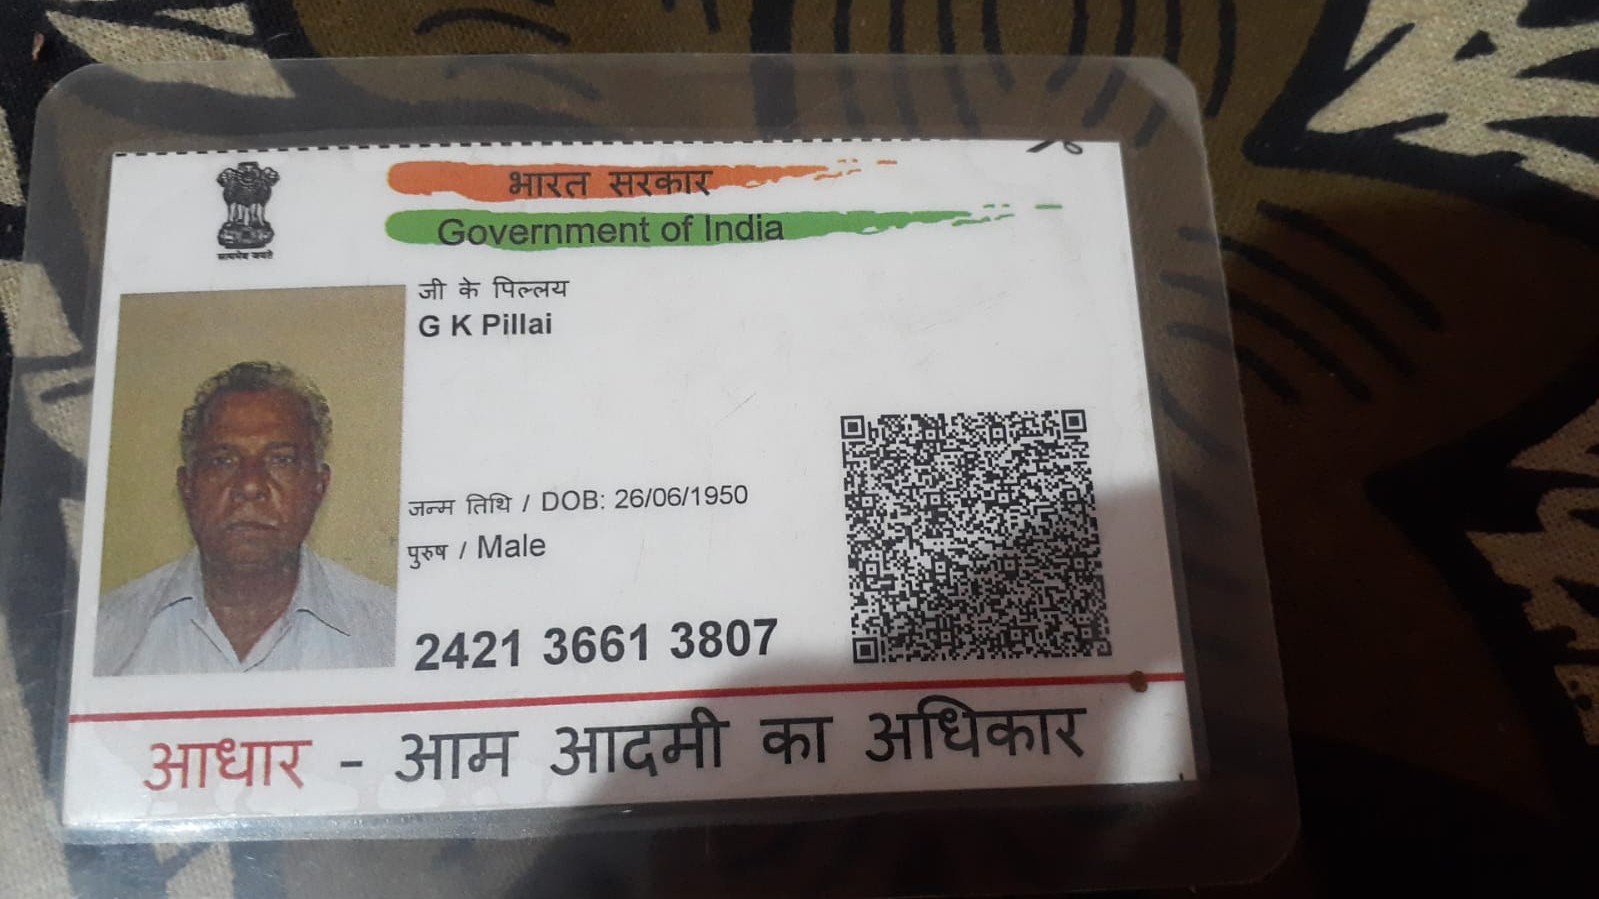 भारत सरकार
Government of India
सत्यमेव जयते
जी के पिल्लय
G K Pillai
जन्म तिथि / DOB: 26/06/1950
पुरुष / Male
2421 3661 3807
आधार - आम आदमी का अधिकार